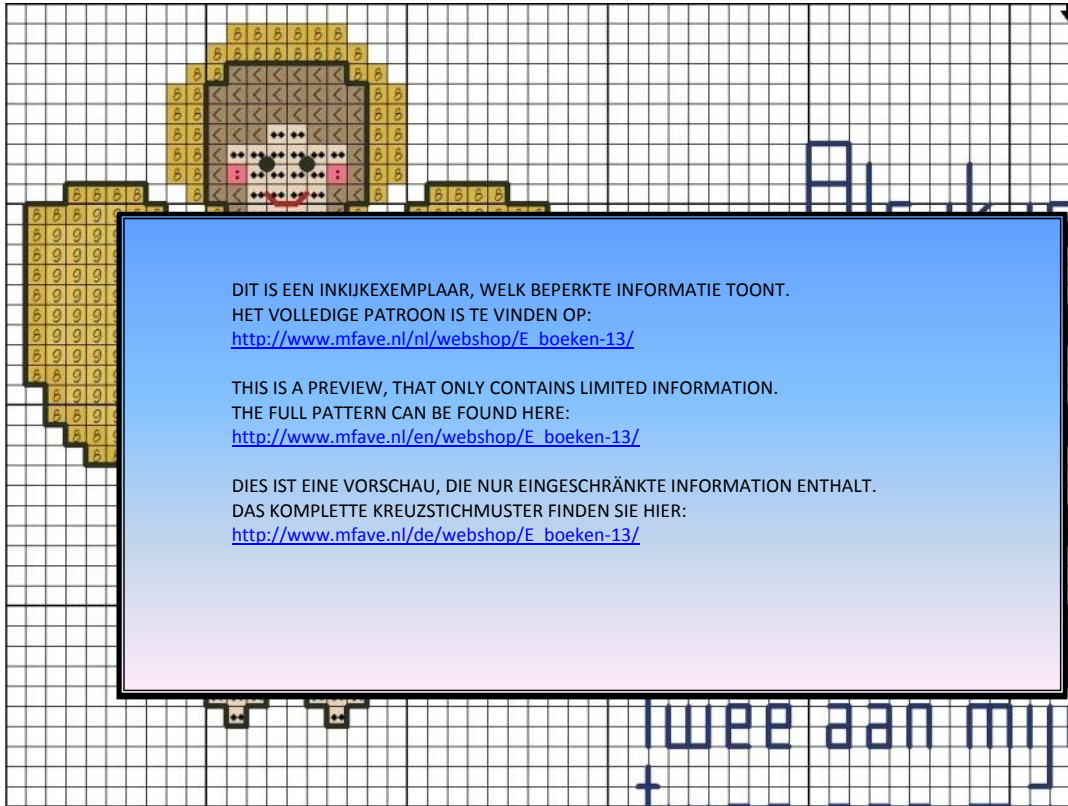 DIT IS EEN INKIJKEXEMPLAAR, WELK BEPERKTE INFORMATIE TOONT.
HET VOLLEDIGE PATROON IS TE VINDEN OP:
http://www.mfave.nl/nl/webshop/E_boeken-13/
THIS IS A PREVIEW, THAT ONLY CONTAINS LIMITED INFORMATION.
THE FULL PATTERN CAN BE FOUND HERE:
http://www.mfave.nl/en/webshop/E_boeken-13/
DIES IST EINE VORSCHAU, DIE NUR EINGESCHRÄNKTE INFORMATION ENTHALT.
DAS KOMPLETTE KREUZSTICHMUSTER FINDEN SIE HIER:
http://www.mfave.nl/de/webshop/E_boeken-13/
Twee aan mij